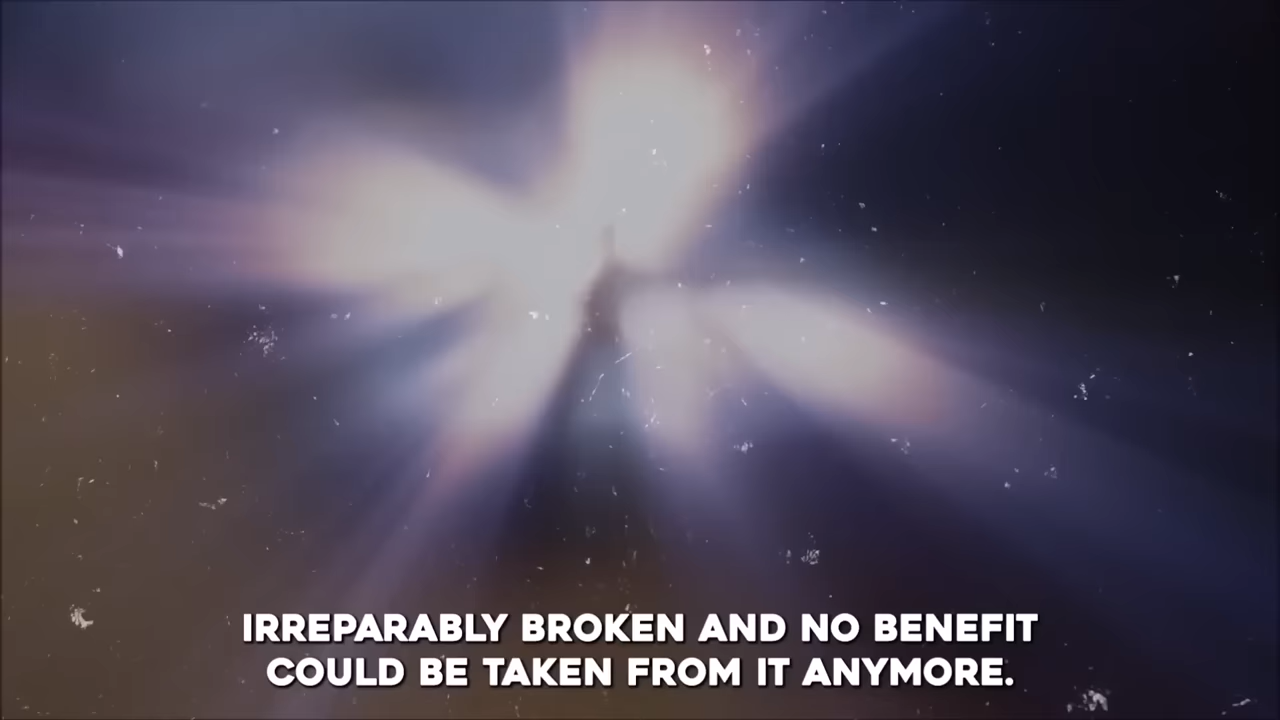 IRREPARABLY BROKEN AND NO BENEFIT
COULD BE TAKEN FROM IT ANYMORE.